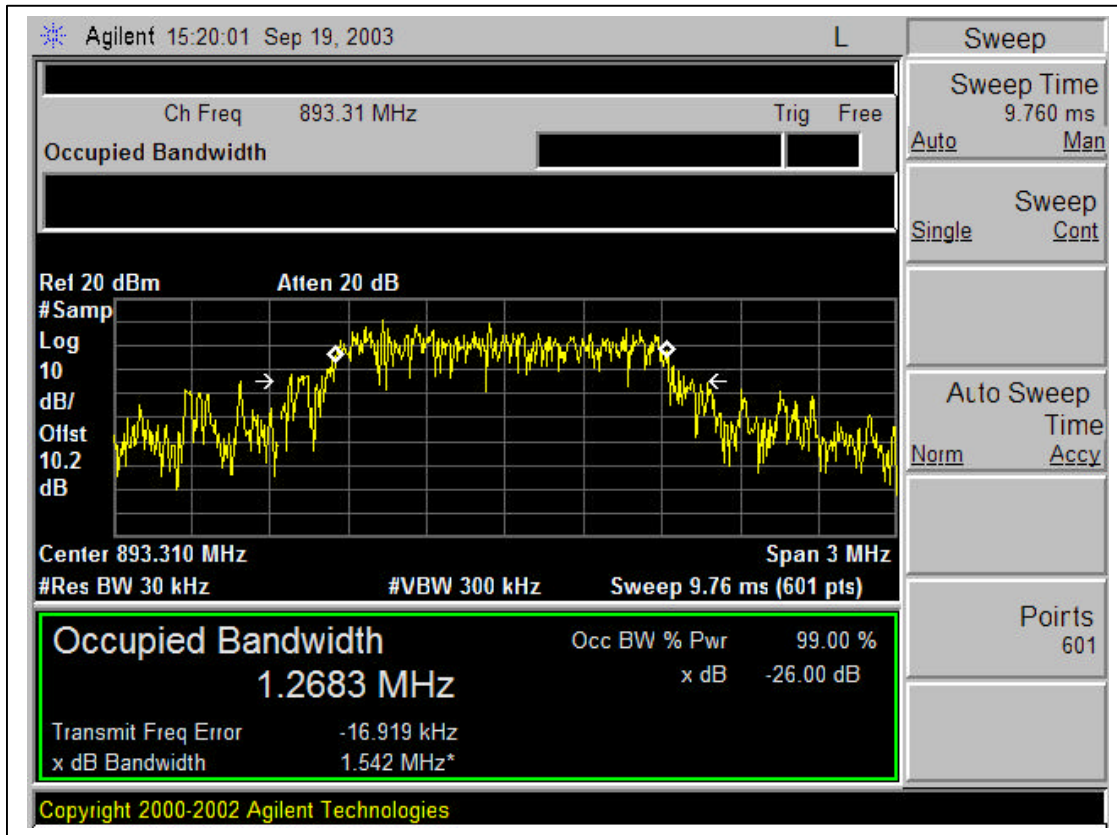 Agilent 15:20:01 Sep 19, 2003 L
Ch Freq 893.31 MHz Trig Free
Occupied Bandwidth
Ref 20 dBm Atten 20 dB
#Samp
Log
10
dB/
Offst
10.2
dB
Center 893.310 MHz Span 3 MHz
#Res BW 30 kHz #VBW 300 kHz Sweep 9.76 ms (601 pts)
Occupied Bandwidth
1.2683 MHz
Occ BW % Pwr 99.00 %
x dB -26.00 dB
Transmit Freq Error -16.919 kHz
x dB Bandwidth 1.542 MHz*
Copyright 2000-2002 Agilent Technologies
Sweep
Sweep Time
9.760 ms
Auto Man
Sweep
Single Cont
Auto Sweep
Time
Norm Accy
Points
601